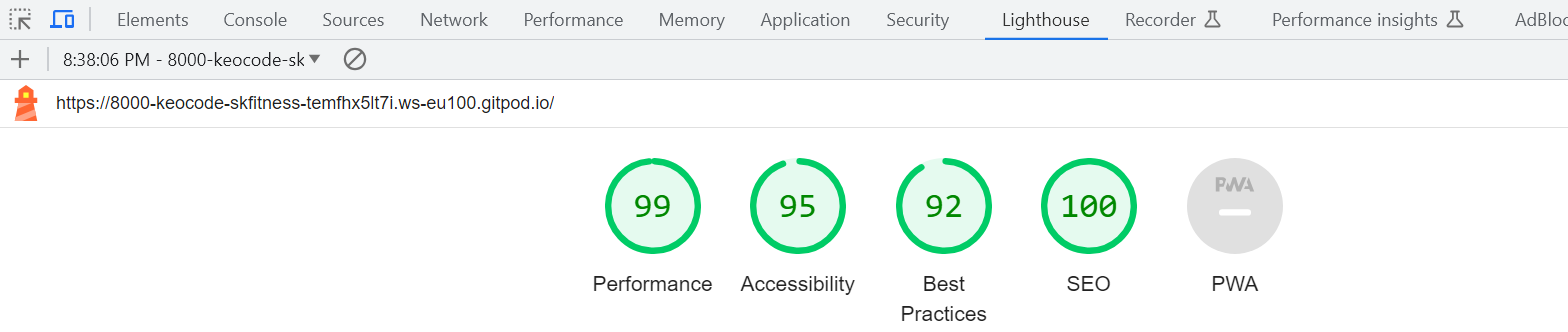 Elements Console Sources Network Performance Memory Application Security Lighthouse Recorder Performance insights AdBloc
8:38:06 PM - 8000-keocode-sk
https://8000-keocode-skfitness-temfhx5lt7i.ws-eu100.gitpod.io/
99 95 92 100 PWA
Performance Accessibility Best Practices SEO PWA